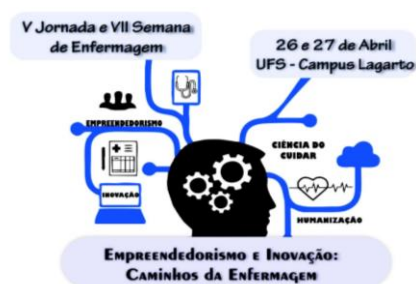 V Jornada e VII Semana
de Enfermagem
26 e 27 de Abril
UFS - Campus Lagarto
EMPREENDEDORISMO
CIÊNCIA DO
CUIDAR
INOVAÇÃO
HUMANIZAÇÃO
Empreendedorismo e Inovação:
Caminhos da Enfermagem